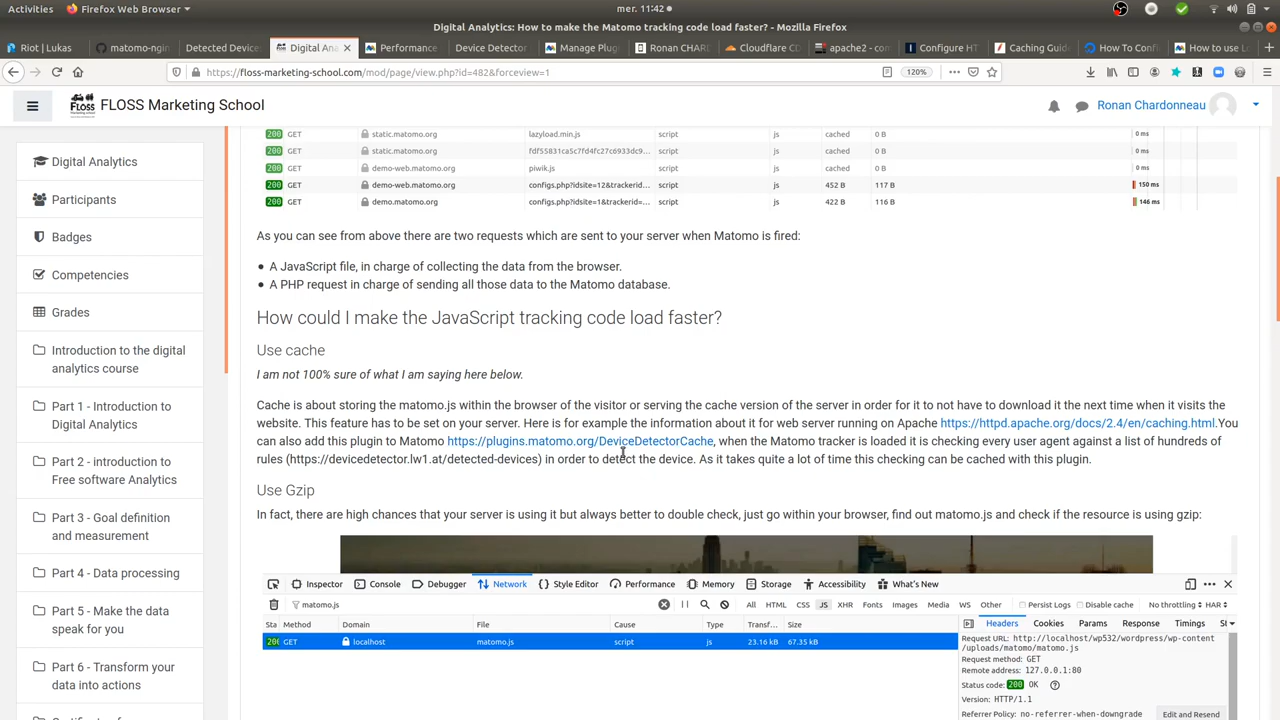 Activities
Firefox Web Browser
mer. 11:42
Digital Analytics: How to make the Matomo tracking code load faster? - Mozilla Firefox
Riot | Lukas
matomo-ngin
Detected Device
Digital Ana
Performance
Device Detector
Manage Plug
Ronan CHARD
Cloudflare CD
apache2 - com
Configure HT
Caching Guide
How To Confi
How to use Lo
https://floss-marketing-school.com/mod/page/view.php?id=482&forceview=1
120%
FLOSS Marketing School
Ronan Chardonneau
Digital Analytics
Participants
Badges
Competencies
Grades
Introduction to the digital
analytics course
Part 1 - Introduction to
Digital Analytics
Part 2 - introduction to
Free software Analytics
Part 3 - Goal definition
and measurement
Part 4 - Data processing
Part 5 - Make the data
speak for you
Part 6 - Transform your
data into actions
200 GET static.matomo.org lazyload.min.js script js cached 0 B 0 ms
200 GET static.matomo.org fdf55831ca5c7fd4fc27c6933dc9... script js cached 0 B 0 ms
200 GET demo-web.matomo.org piwik.js script js cached 0 B 0 ms
200 GET demo-web.matomo.org configs.php?idsite=12&trackerid=... script js 452 B 117 B 150 ms
200 GET demo.matomo.org configs.php?idsite=1&trackerid=... script js 422 B 116 B 146 ms
As you can see from above there are two requests which are sent to your server when Matomo is fired:
A JavaScript file, in charge of collecting the data from the browser.
A PHP request in charge of sending all those data to the Matomo database.
How could I make the JavaScript tracking code load faster?
Use cache
I am not 100% sure of what I am saying here below.
Cache is about storing the matomo.js within the browser of the visitor or serving the cache version of the server in order for it to not have to download it the next time when it visits the
website. This feature has to be set on your server. Here is for example the information about it for web server running on Apache https://httpd.apache.org/docs/2.4/en/caching.html.You
can also add this plugin to Matomo https://plugins.matomo.org/DeviceDetectorCache, when the Matomo tracker is loaded it is checking every user agent against a list of hundreds of
rules (https://devicedetector.lw1.at/detected-devices) in order to detect the device. As it takes quite a lot of time this checking can be cached with this plugin.
Use Gzip
In fact, there are high chances that your server is using it but always better to double check, just go within your browser, find out matomo.js and check if the resource is using gzip:
Inspector Console Debugger Network Style Editor Performance Memory Storage Accessibility What's New
matomo.js
All HTML CSS JS XHR Fonts Images Media WS Other Persist Logs Disable cache No throttling HAR
Sta Method Domain File Cause Type Transf... Size
GET localhost matomo.js script js 23.16 kB 67.35 kB
Headers Cookies Params Response Timings
Request URL: http://localhost/wp532/wordpress/wp-content
/uploads/matomo/matomo.js
Request method: GET
Remote address: 127.0.0.1:80
Status code: 200 OK
Version: HTTP/1.1
Referrer Policy: no-referrer-when-downgrade
Edit and Resend